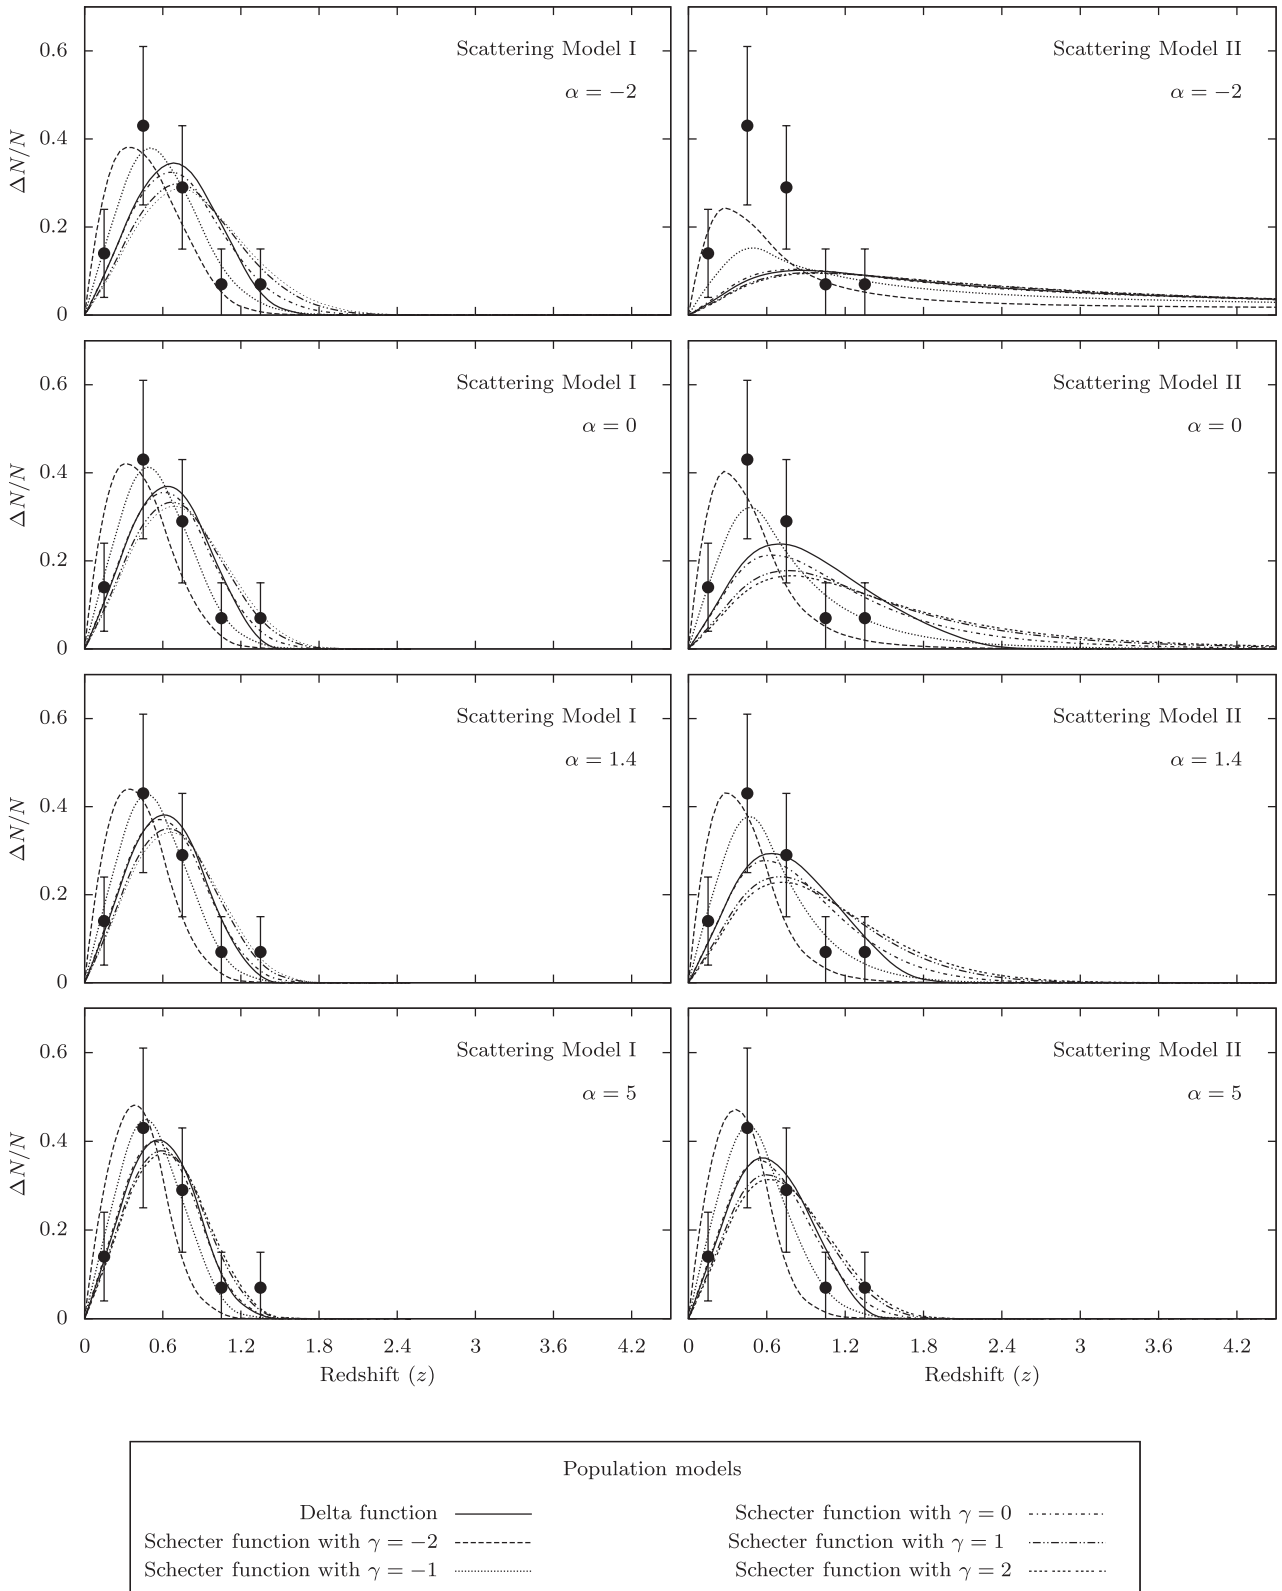 Scattering Model I
α = −2
0.6
0.4
0.2
0
ΔN/N
Scattering Model II
α = −2
Scattering Model I
α = 0
0.6
0.4
0.2
0
ΔN/N
Scattering Model II
α = 0
Scattering Model I
α = 1.4
0.6
0.4
0.2
0
ΔN/N
Scattering Model II
α = 1.4
Scattering Model I
α = 5
0.6
0.4
0.2
0
ΔN/N
0 0.6 1.2 1.8 2.4 3 3.6 4.2
Redshift (z)
Scattering Model II
α = 5
0 0.6 1.2 1.8 2.4 3 3.6 4.2
Redshift (z)
Population models
Delta function
Schecter function with γ = −2
Schecter function with γ = −1
Schecter function with γ = 0
Schecter function with γ = 1
Schecter function with γ = 2